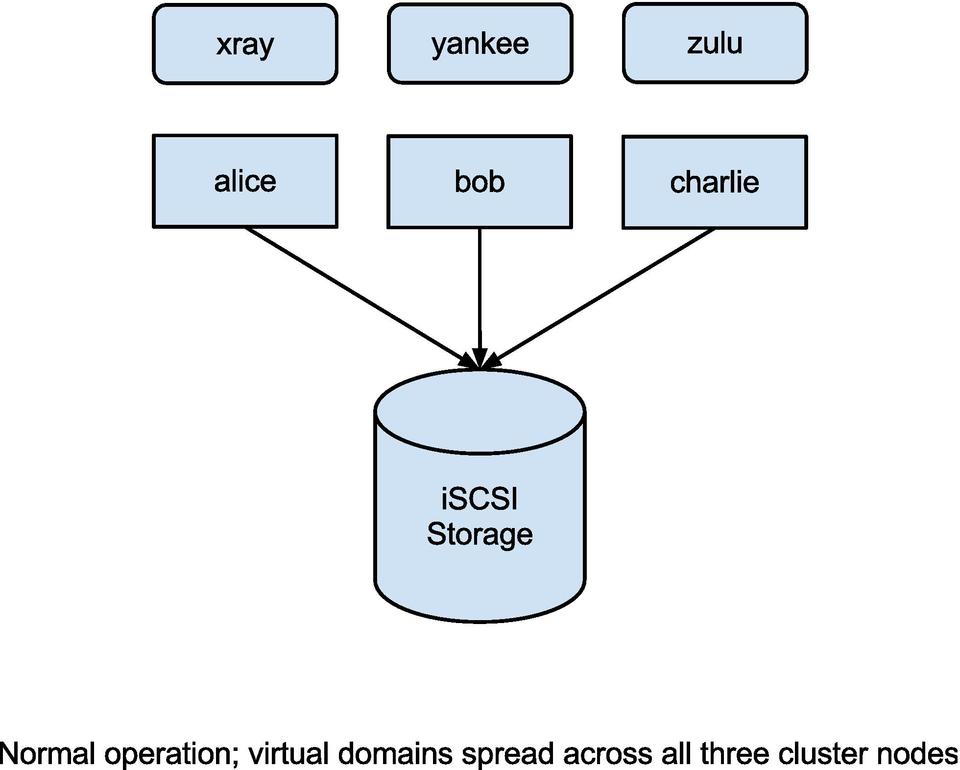 xray
yankee
zulu
alice
bob
charlie
iSCSI
Storage
Normal operation; virtual domains spread across all three cluster nodes